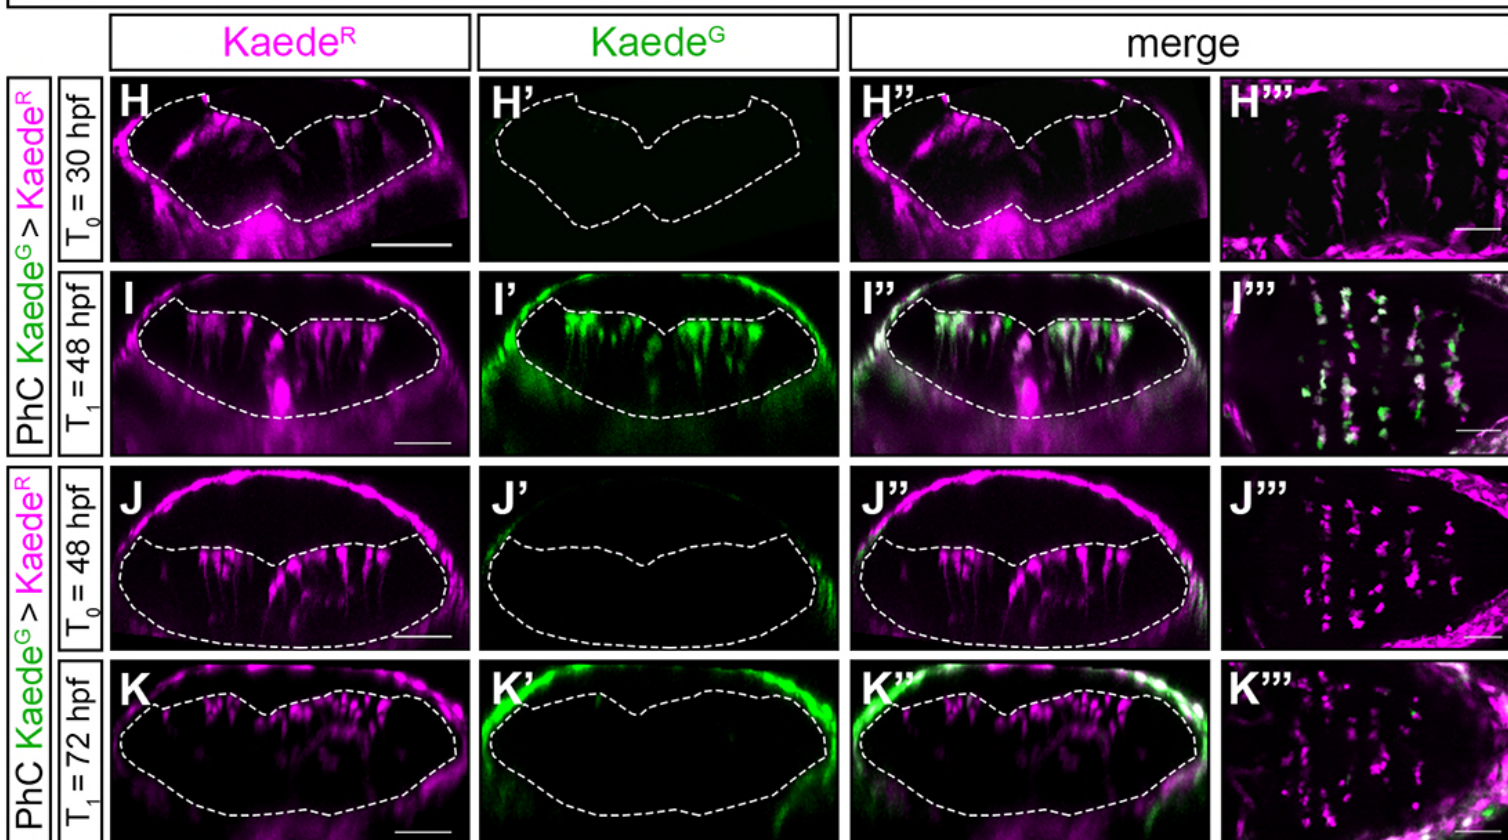 Kaedeᴿ Kaedeᴳ merge
PhC Kaedeᴳ > Kaedeᴿ
T₀ = 30 hpf
H H’ H’’ H’’’
T₁ = 48 hpf
I I’ I’’ I’’’
PhC Kaedeᴳ > Kaedeᴿ
T₀ = 48 hpf
J J’ J’’ J’’’
T₁ = 72 hpf
K K’ K’’ K’’’